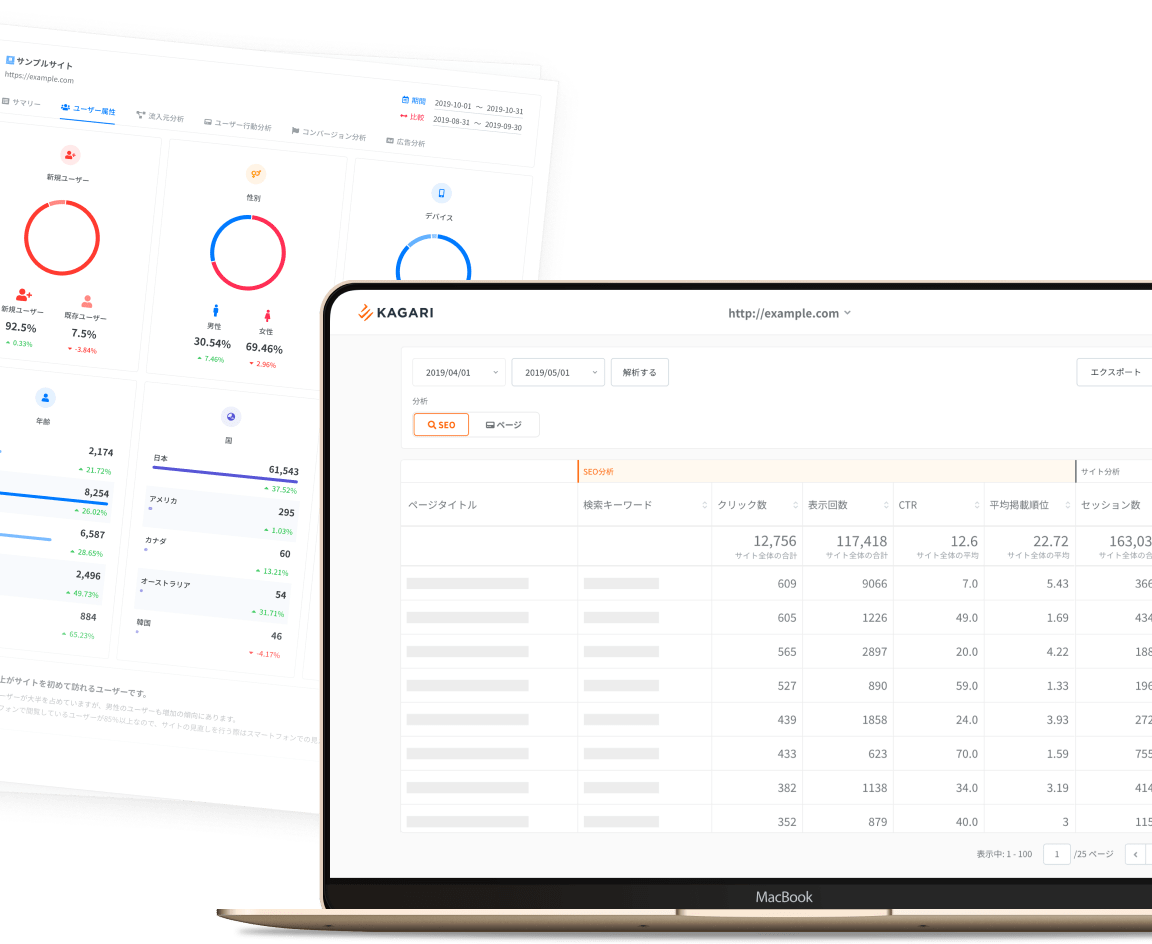 サンプルサイト
https://example.com
期間 2019-10-01 〜 2019-10-31
比較 2019-08-31 〜 2019-09-30
サマリー ユーザー属性 流入元分析 ユーザー行動分析 コンバージョン分析 広告分析
新規ユーザー
新規ユーザー 既存ユーザー
92.5% 7.5%
0.33% -3.84%
性別
男性 女性
30.54% 69.46%
7.46% 2.96%
デバイス
年齢
2,174
21.72%
8,254
26.02%
6,587
28.65%
2,496
49.73%
884
65.23%
国
日本 61,543
37.52%
アメリカ 295
1.03%
カナダ 60
13.21%
オーストラリア 54
31.71%
韓国 46
-4.17%
上がサイトを初めて訪れるユーザーです。
ーザーが大半を占めていますが、男性のユーザーも増加の傾向にあります。
フォンで閲覧しているユーザーが85%以上なので、サイトの見直しを行う際はスマートフォンでの見
KAGARI
http://example.com
2019/04/01 2019/05/01 解析する エクスポート
分析
SEO ページ
SEO分析 サイト分析
ページタイトル 検索キーワード クリック数 表示回数 CTR 平均掲載順位 セッション数
12,756 117,418 12.6 22.72 163,03
サイト全体の合計 サイト全体の合計 サイト全体の平均 サイト全体の平均 サイト全体の合
609 9066 7.0 5.43 366
605 1226 49.0 1.69 434
565 2897 20.0 4.22 188
527 890 59.0 1.33 196
439 1858 24.0 3.93 272
433 623 70.0 1.59 755
382 1138 34.0 3.19 414
352 879 40.0 3 115
表示中: 1 - 100 1 /25 ページ
MacBook